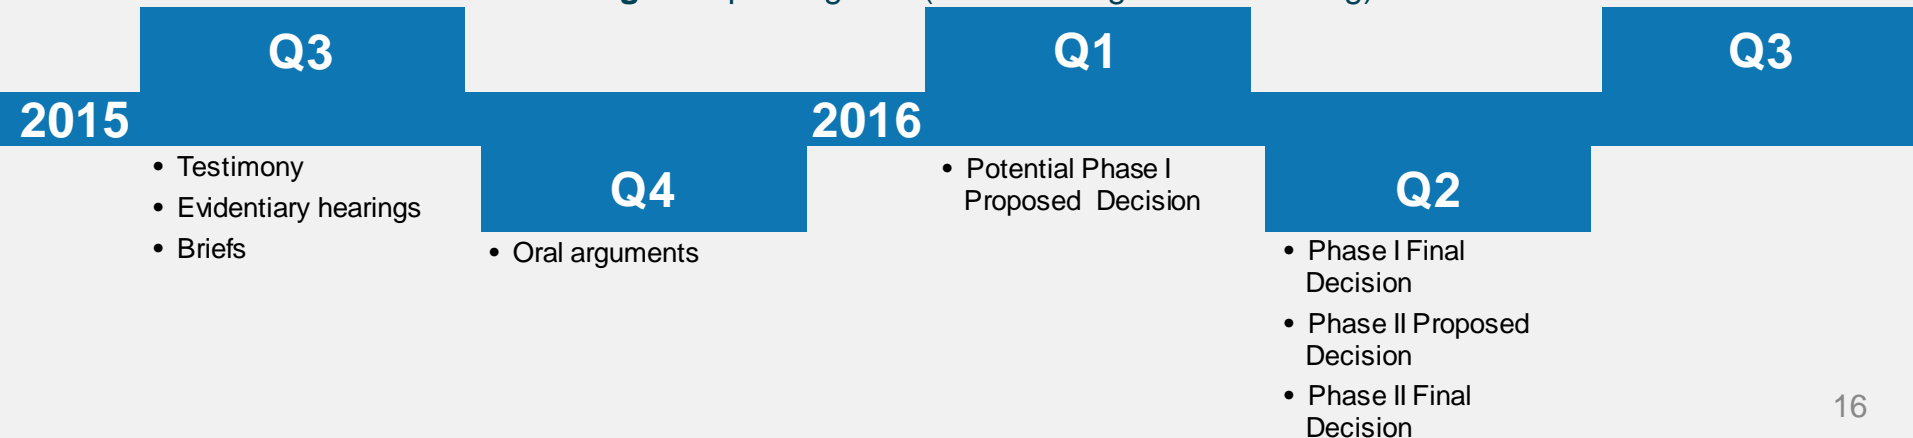 Q3
Q1
Q3
2015
2016
• Testimony
• Evidentiary hearings
• Briefs
Q4
• Oral arguments
• Potential Phase I
Proposed Decision
Q2
• Phase I Final
Decision
• Phase II Proposed
Decision
• Phase II Final
Decision
16